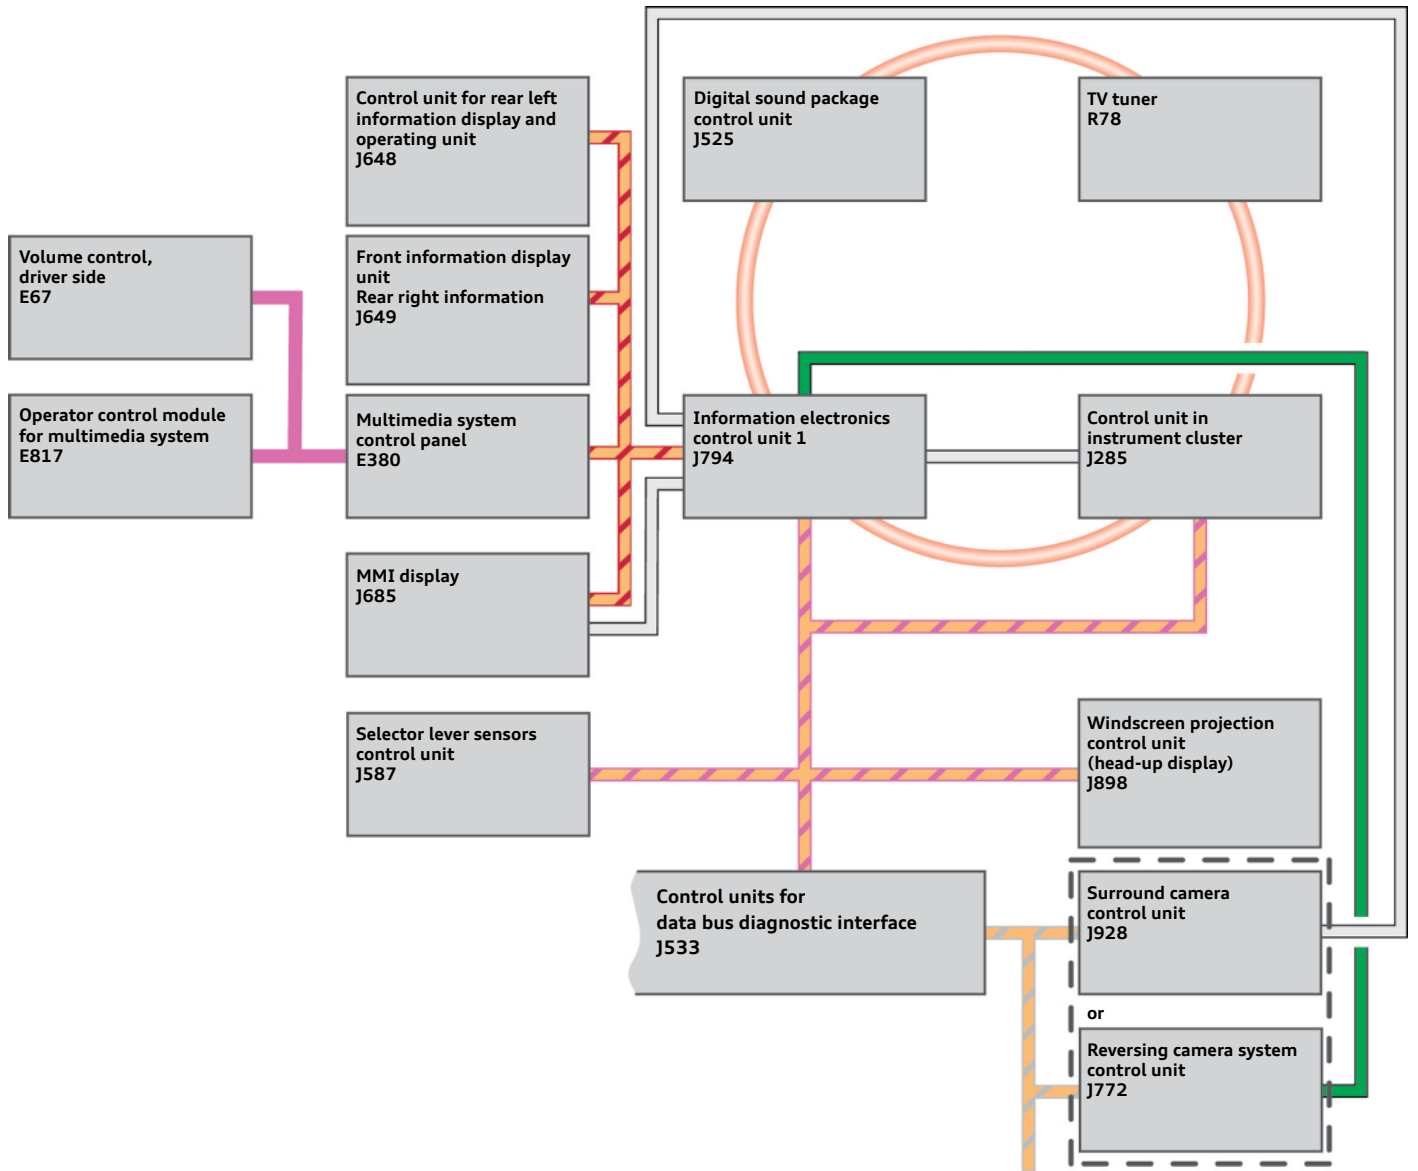 Control unit for rear left
information display and
operating unit
J648
Digital sound package
control unit
J525
TV tuner
R78
Volume control,
driver side
E67
Front information display
unit
Rear right information
J649
Operator control module
for multimedia system
E817
Multimedia system
control panel
E380
Information electronics
control unit 1
J794
Control unit in
instrument cluster
J285
MMI display
J685
Selector lever sensors
control unit
J587
Windscreen projection
control unit
(head-up display)
J898
Control units for
data bus diagnostic interface
J533
Surround camera
control unit
J928
or
Reversing camera system
control unit
J772